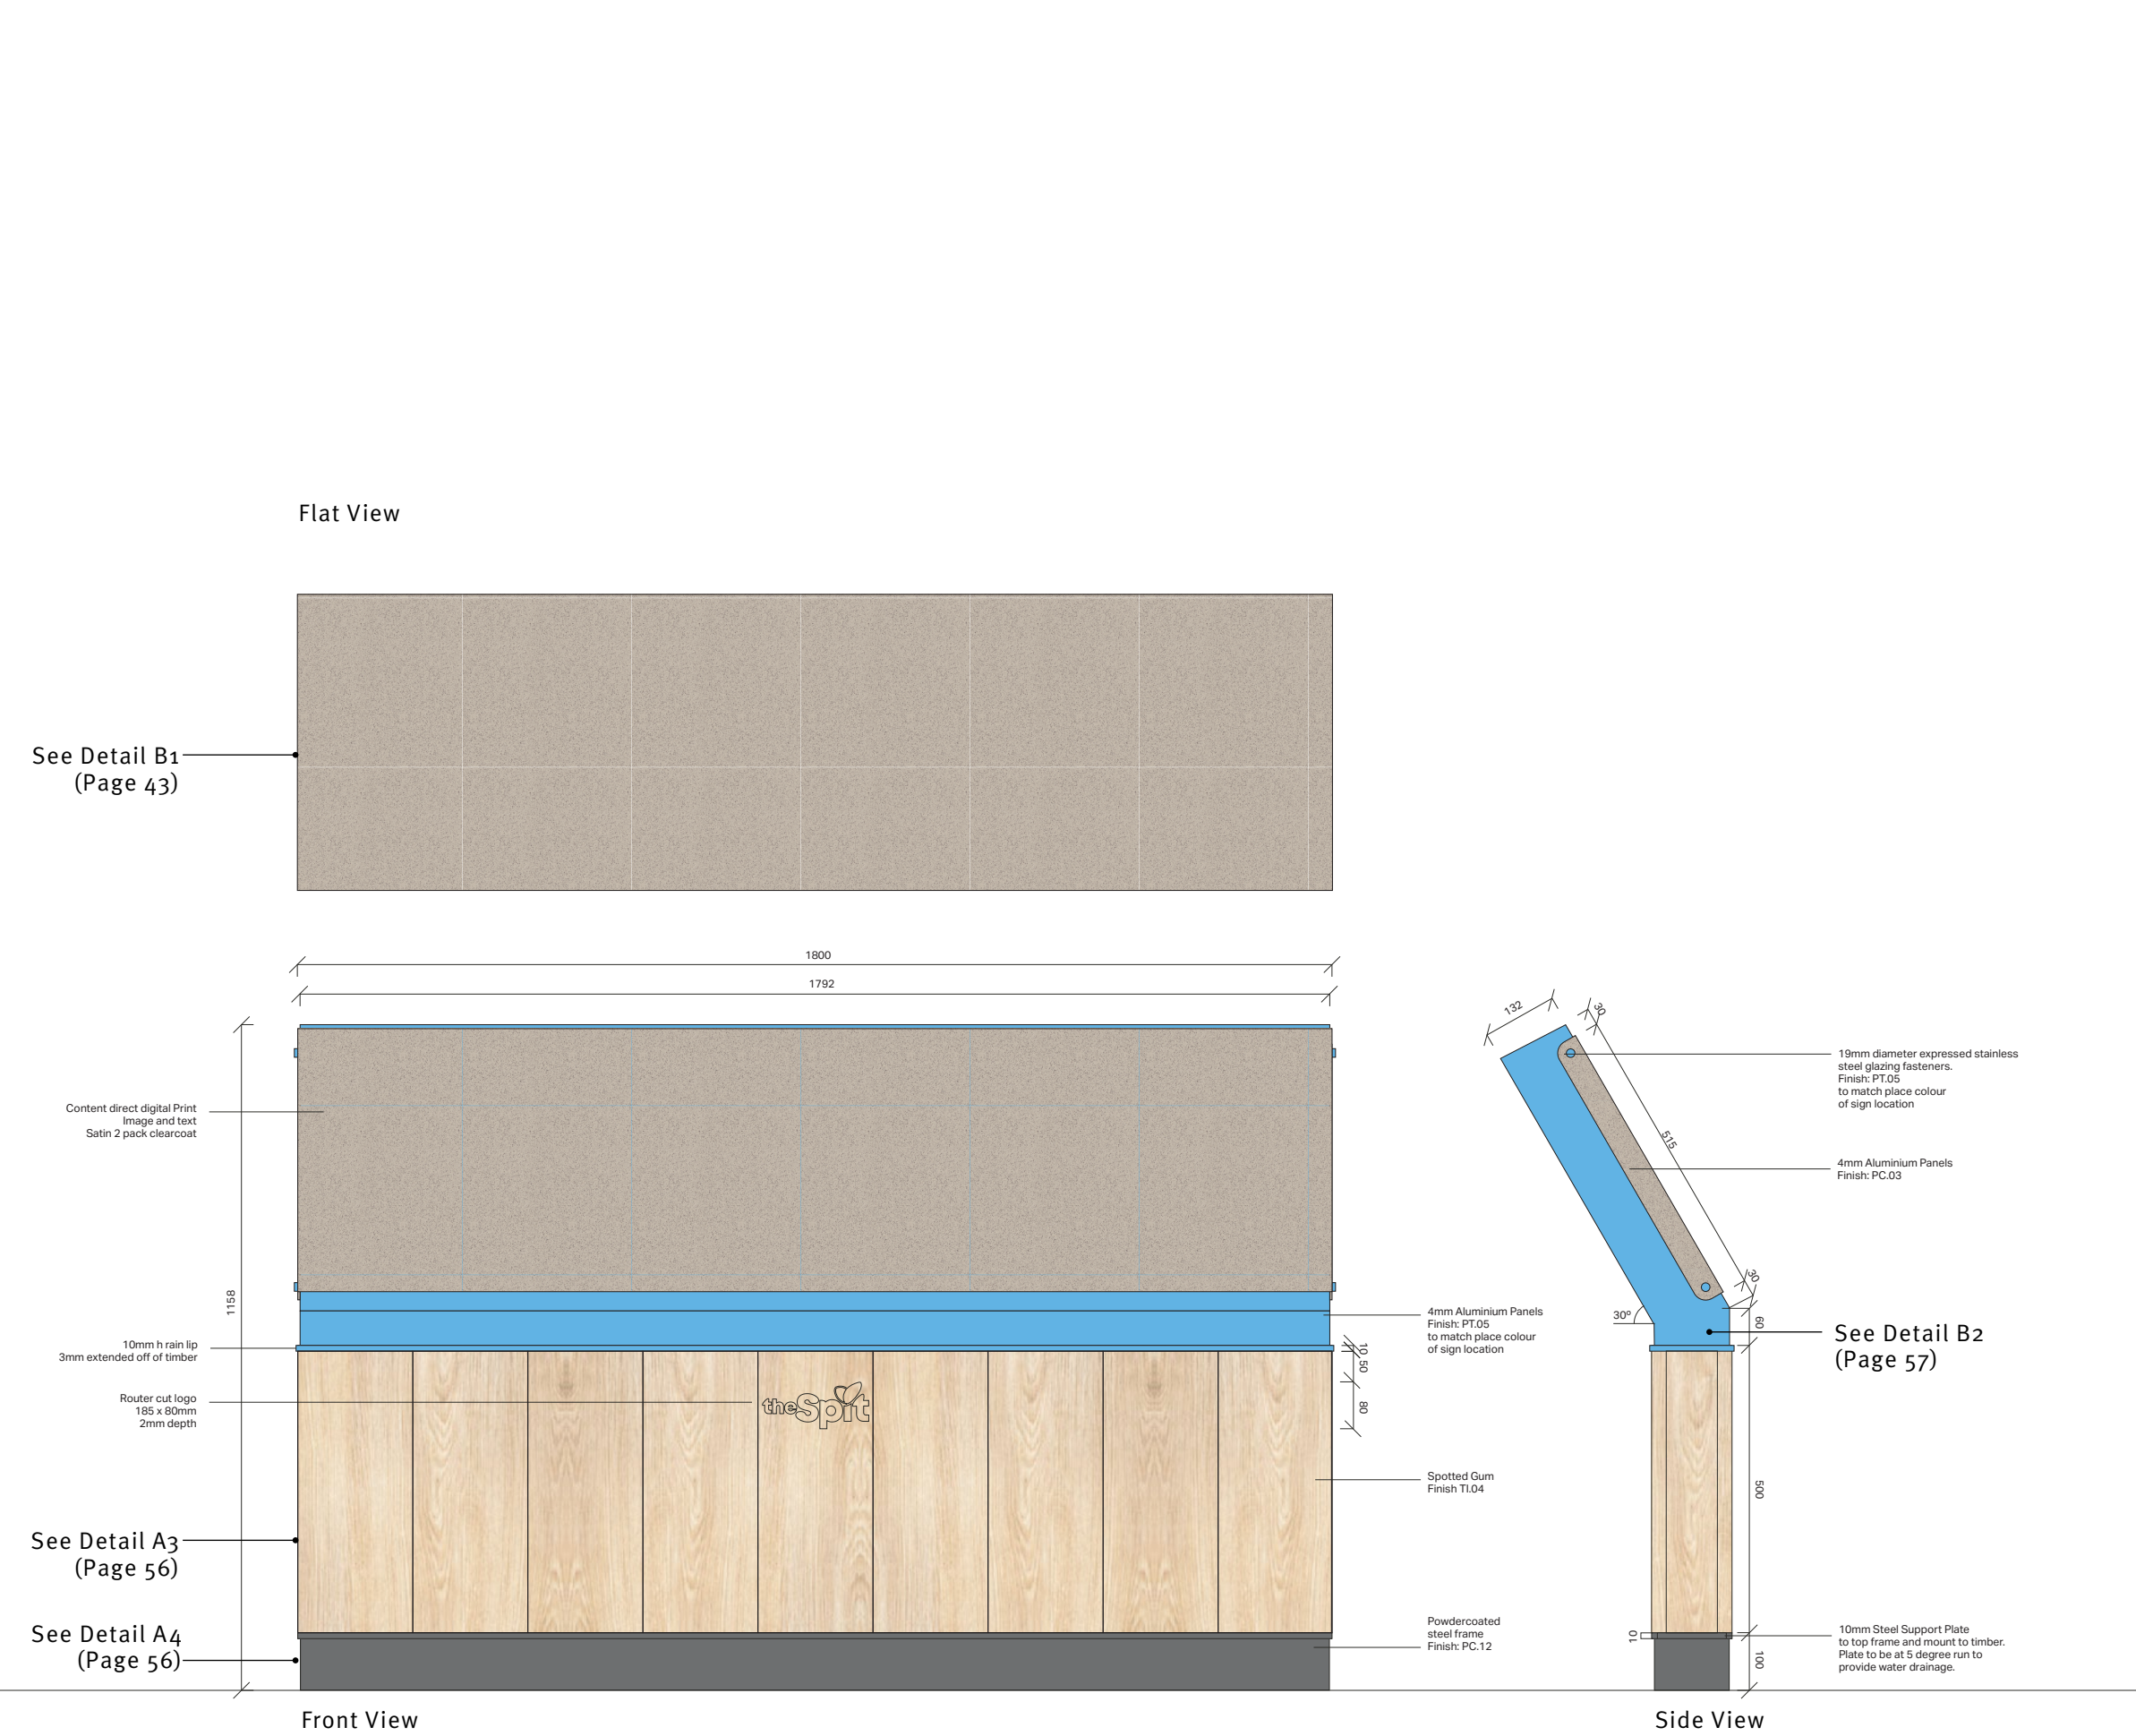 Flat View
See Detail B1
(Page 43)
1800
1792
132
30
19mm diameter expressed stainless
steel glazing fasteners.
Finish: PT.05
to match place colour
of sign location
Content direct digital Print
Image and text
Satin 2 pack clearcoat
515
4mm Aluminium Panels
Finish: PC.03
30
1158
30º
60
4mm Aluminium Panels
Finish: PT.05
to match place colour
of sign location
See Detail B2
(Page 57)
10mm h rain lip
3mm extended off of timber
10
50
80
Router cut logo
185 x 80mm
2mm depth
theSpit
Spotted Gum
Finish TI.04
500
See Detail A3
(Page 56)
See Detail A4
(Page 56)
Powdercoated
steel frame
Finish: PC.12
10
100
10mm Steel Support Plate
to top frame and mount to timber.
Plate to be at 5 degree run to
provide water drainage.
Front View
Side View